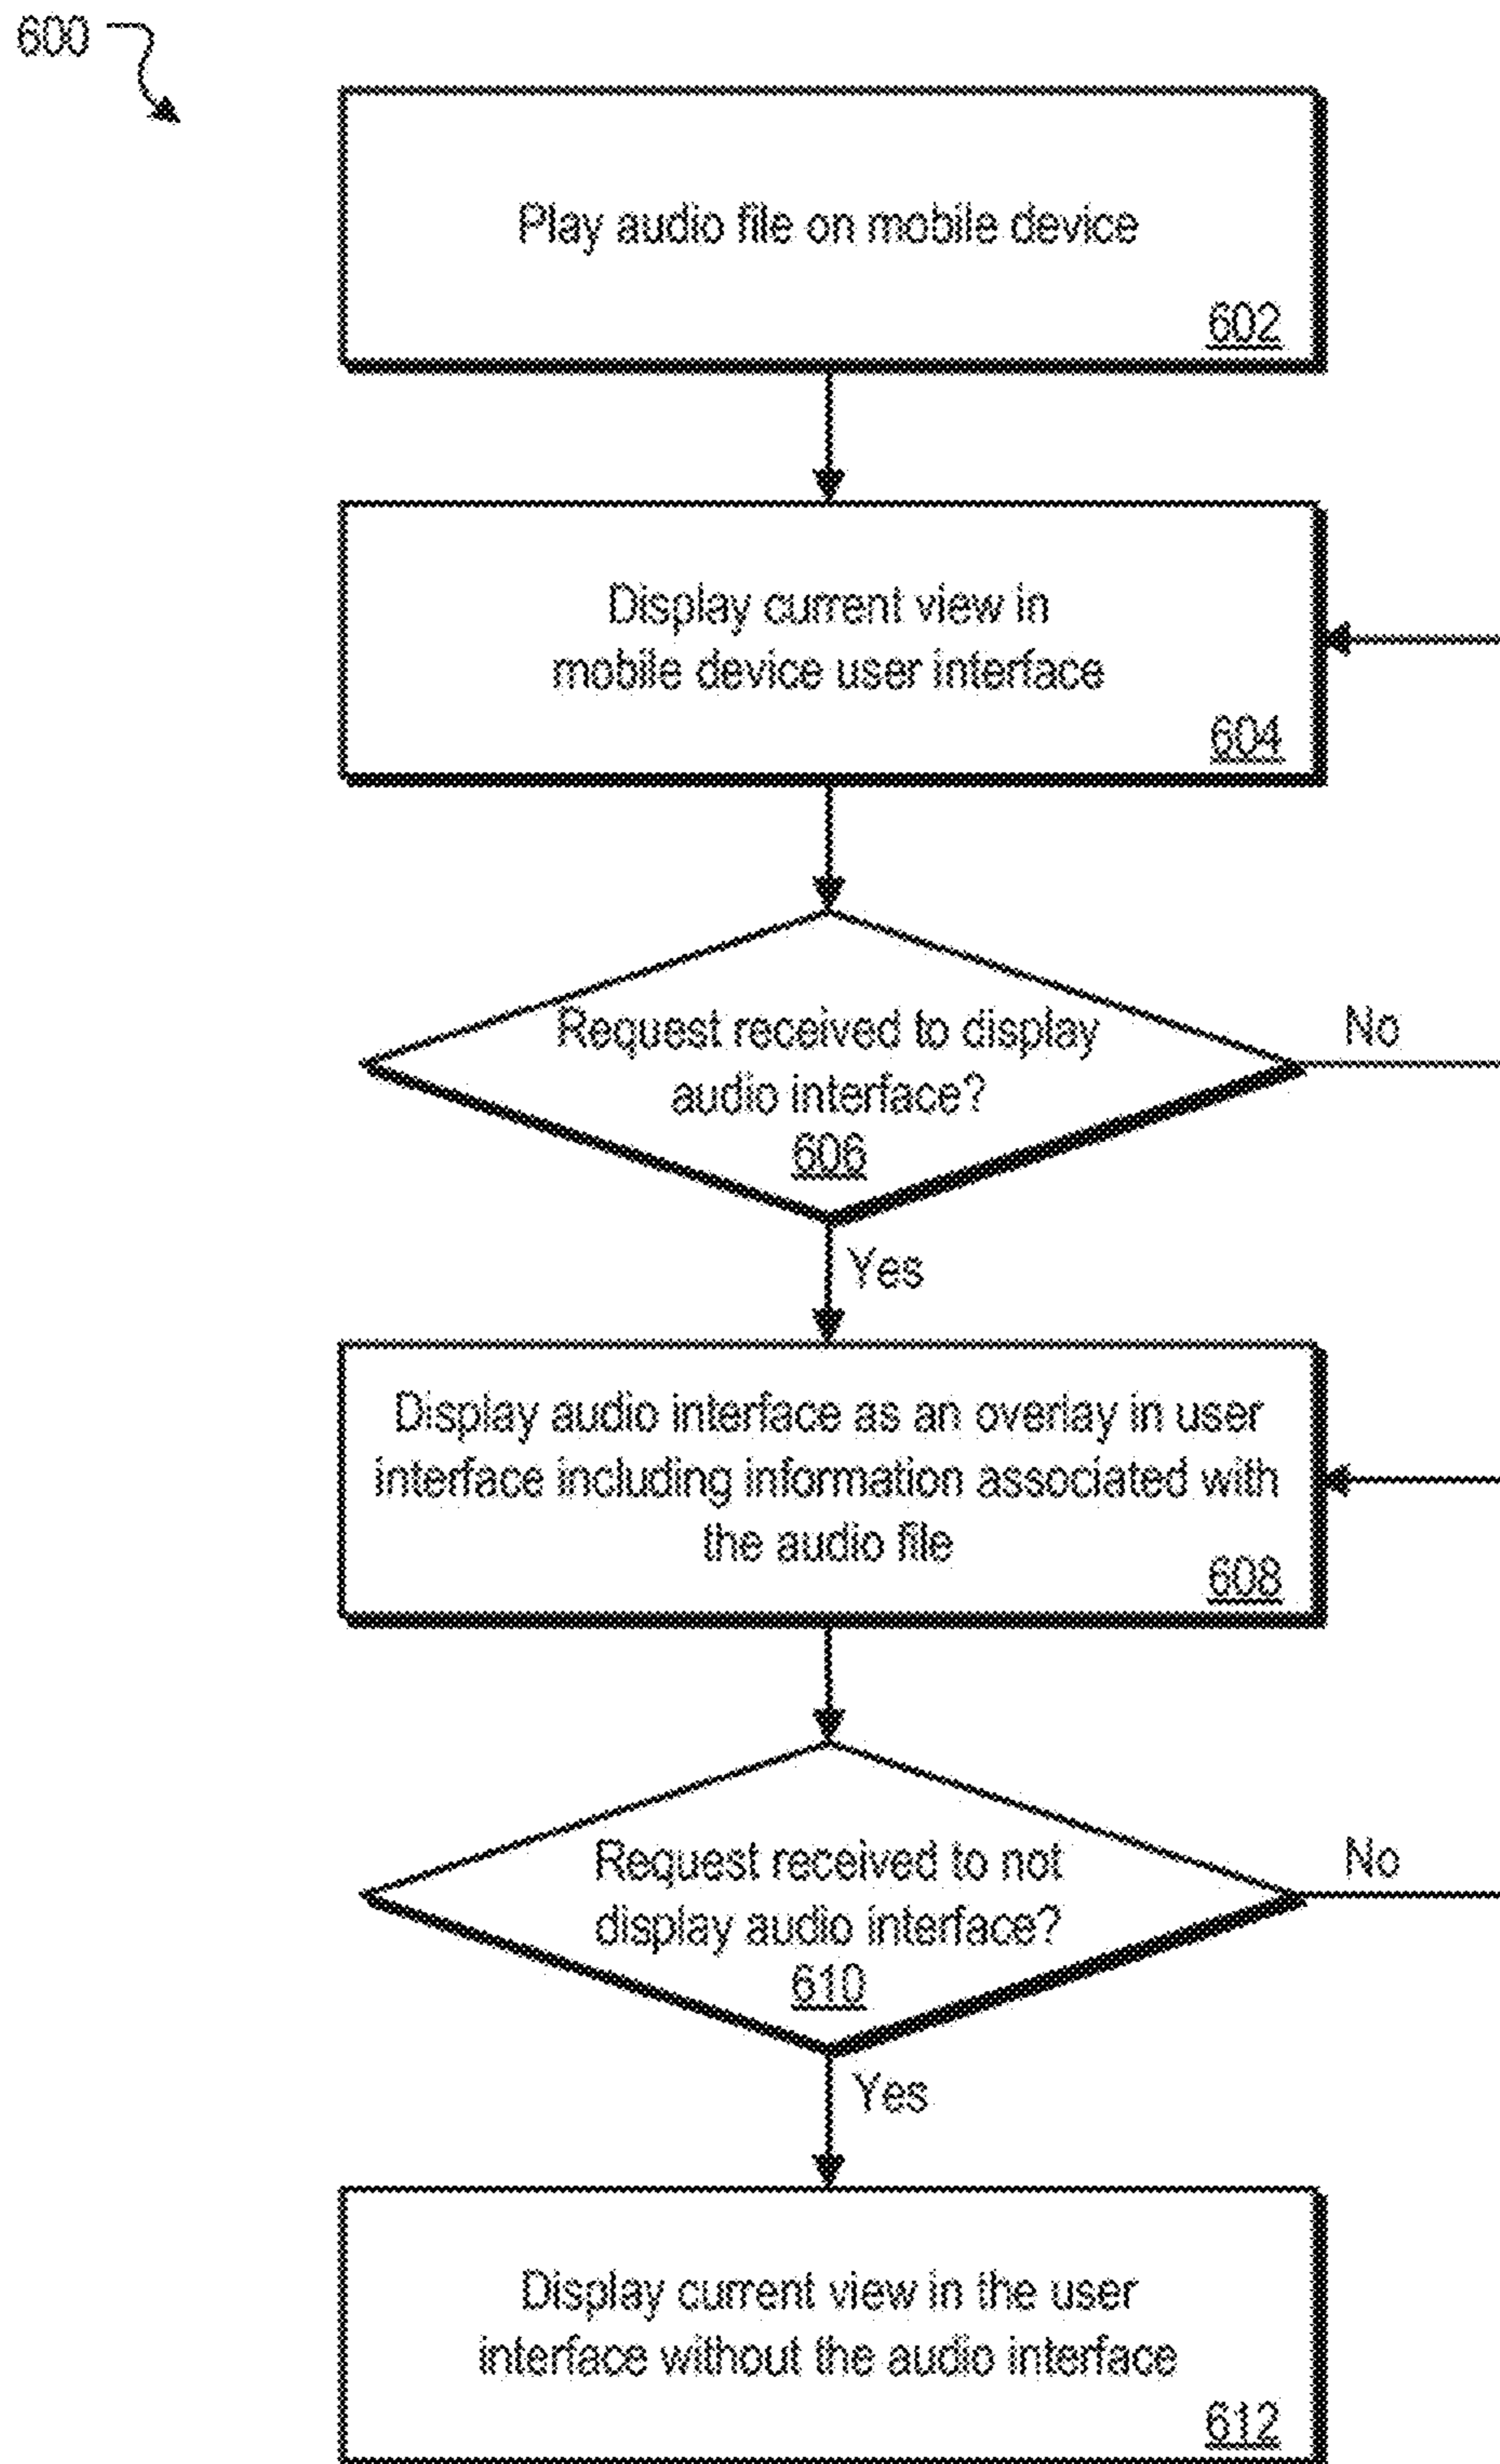 600
Play audio file on mobile device
602
Display current view in
mobile device user interface
604
Request received to display
audio interface?
606
No
Yes
Display audio interface as an overlay in user
interface including information associated with
the audio file
608
Request received to not
display audio interface?
610
No
Yes
Display current view in the user
interface without the audio interface
612